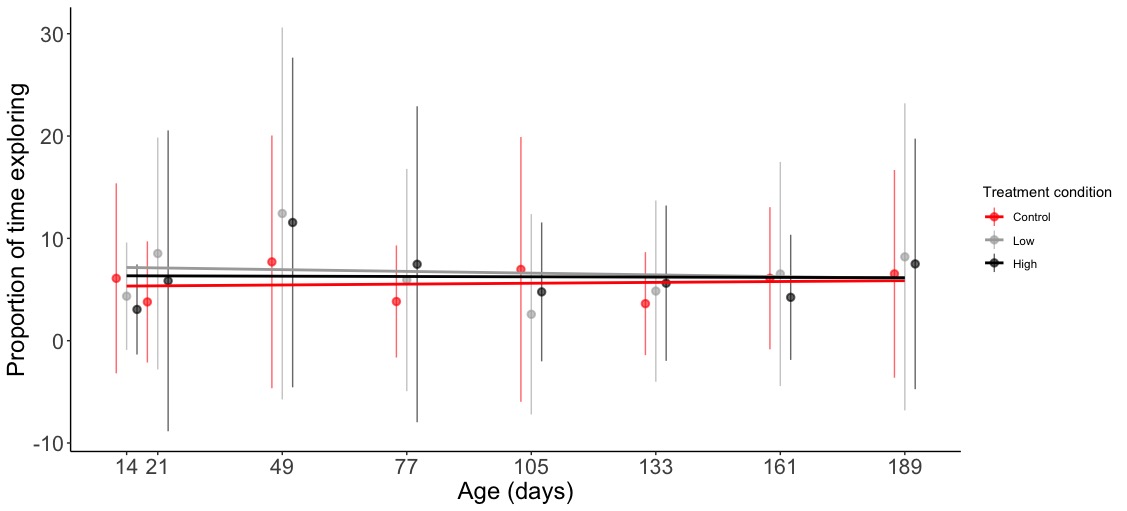 Proportion of time exploring
30
20
10
0
-10
14 21 49 77 105 133 161 189
Age (days)
Treatment condition
Control
Low
High